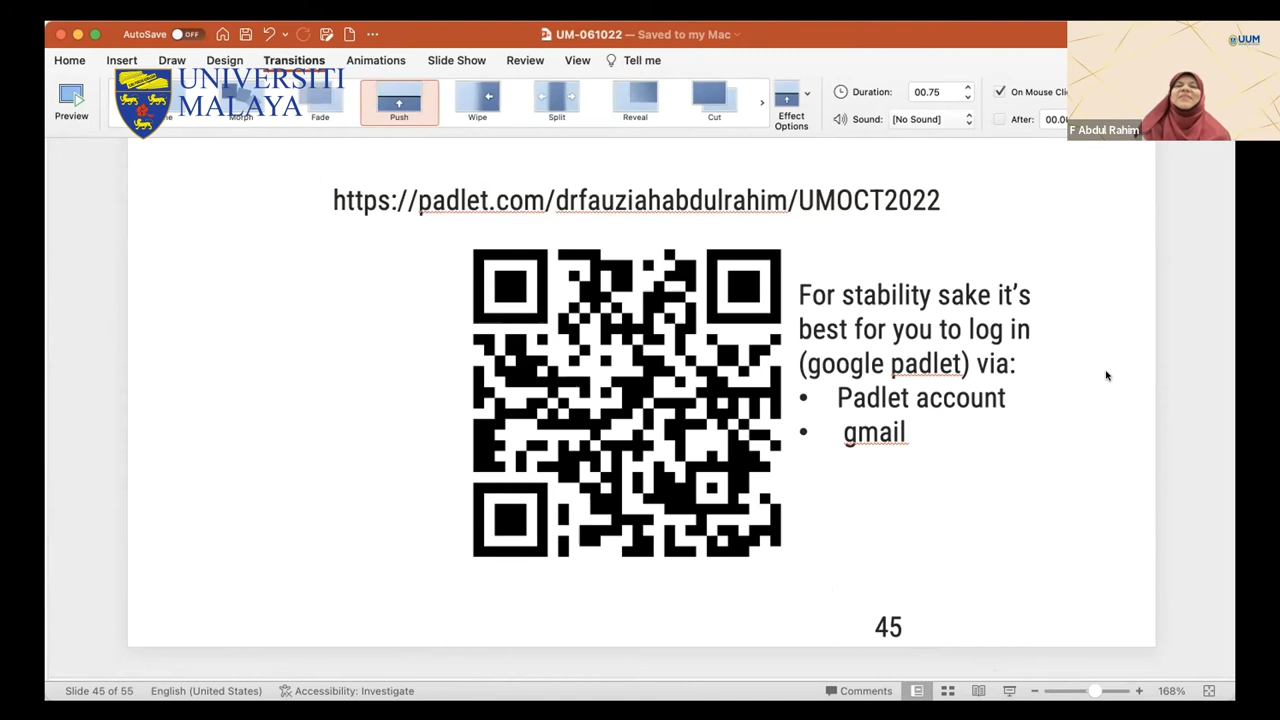 AutoSave OFF
UM-061022 — Saved to my Mac
UUM
Home Insert Draw Design Transitions Animations Slide Show Review View Tell me
UNIVERSITI
MALAYA
Preview
Morph Fade Push Wipe Split Reveal Cut
Effect
Options
Duration: 00.75
On Mouse Cli
Sound: [No Sound]
After:
F Abdul Rahim
https://padlet.com/drfauziahabdulrahim/UMOCT2022
For stability sake it's
best for you to log in
(google padlet) via:
• Padlet account
• gmail
45
Slide 45 of 55 English (United States) Accessibility: Investigate Comments 168%